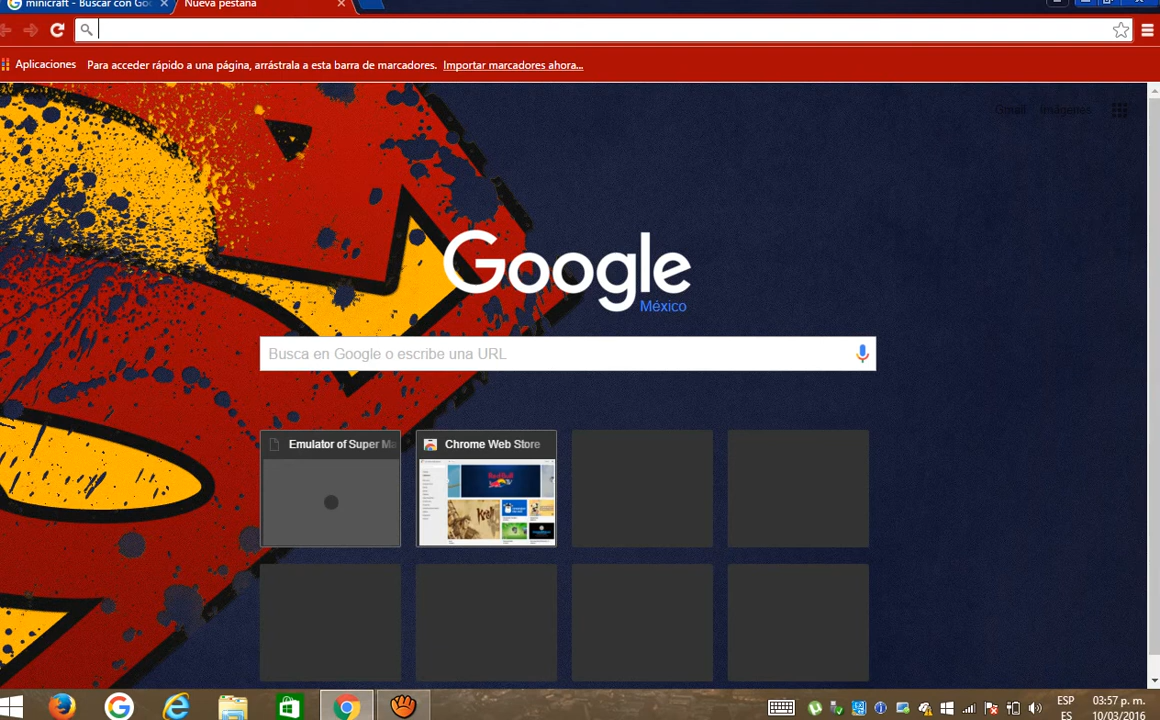 minicraft - Buscar con Go
Nueva pestaña
Aplicaciones
Para acceder rápido a una página, arrástrala a esta barra de marcadores.
Importar marcadores ahora...
Gmail
Imágenes
Google
México
Busca en Google o escribe una URL
Emulator of Super Ma
Chrome Web Store
ESP
ES
03:57 p. m.
10/03/2016